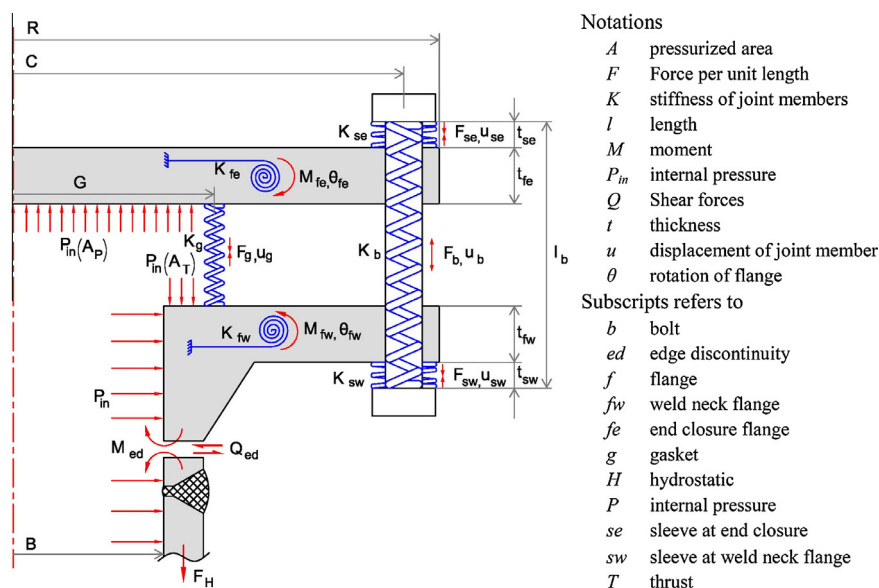 R
C
K se
F se, u se
t se
K fe
M fe, θ fe
t fe
G
P in (A P)
K g
F g, u g
P in (A T)
K b
F b, u b
l b
K fw
M fw, θ fw
t fw
K sw
F sw, u sw
t sw
P in
M ed
Q ed
B
F H
Notations
A pressurized area
F Force per unit length
K stiffness of joint members
l length
M moment
P in internal pressure
Q Shear forces
t thickness
u displacement of joint member
θ rotation of flange
Subscripts refers to
b bolt
ed edge discontinuity
f flange
fw weld neck flange
fe end closure flange
g gasket
H hydrostatic
P internal pressure
se sleeve at end closure
sw sleeve at weld neck flange
T thrust